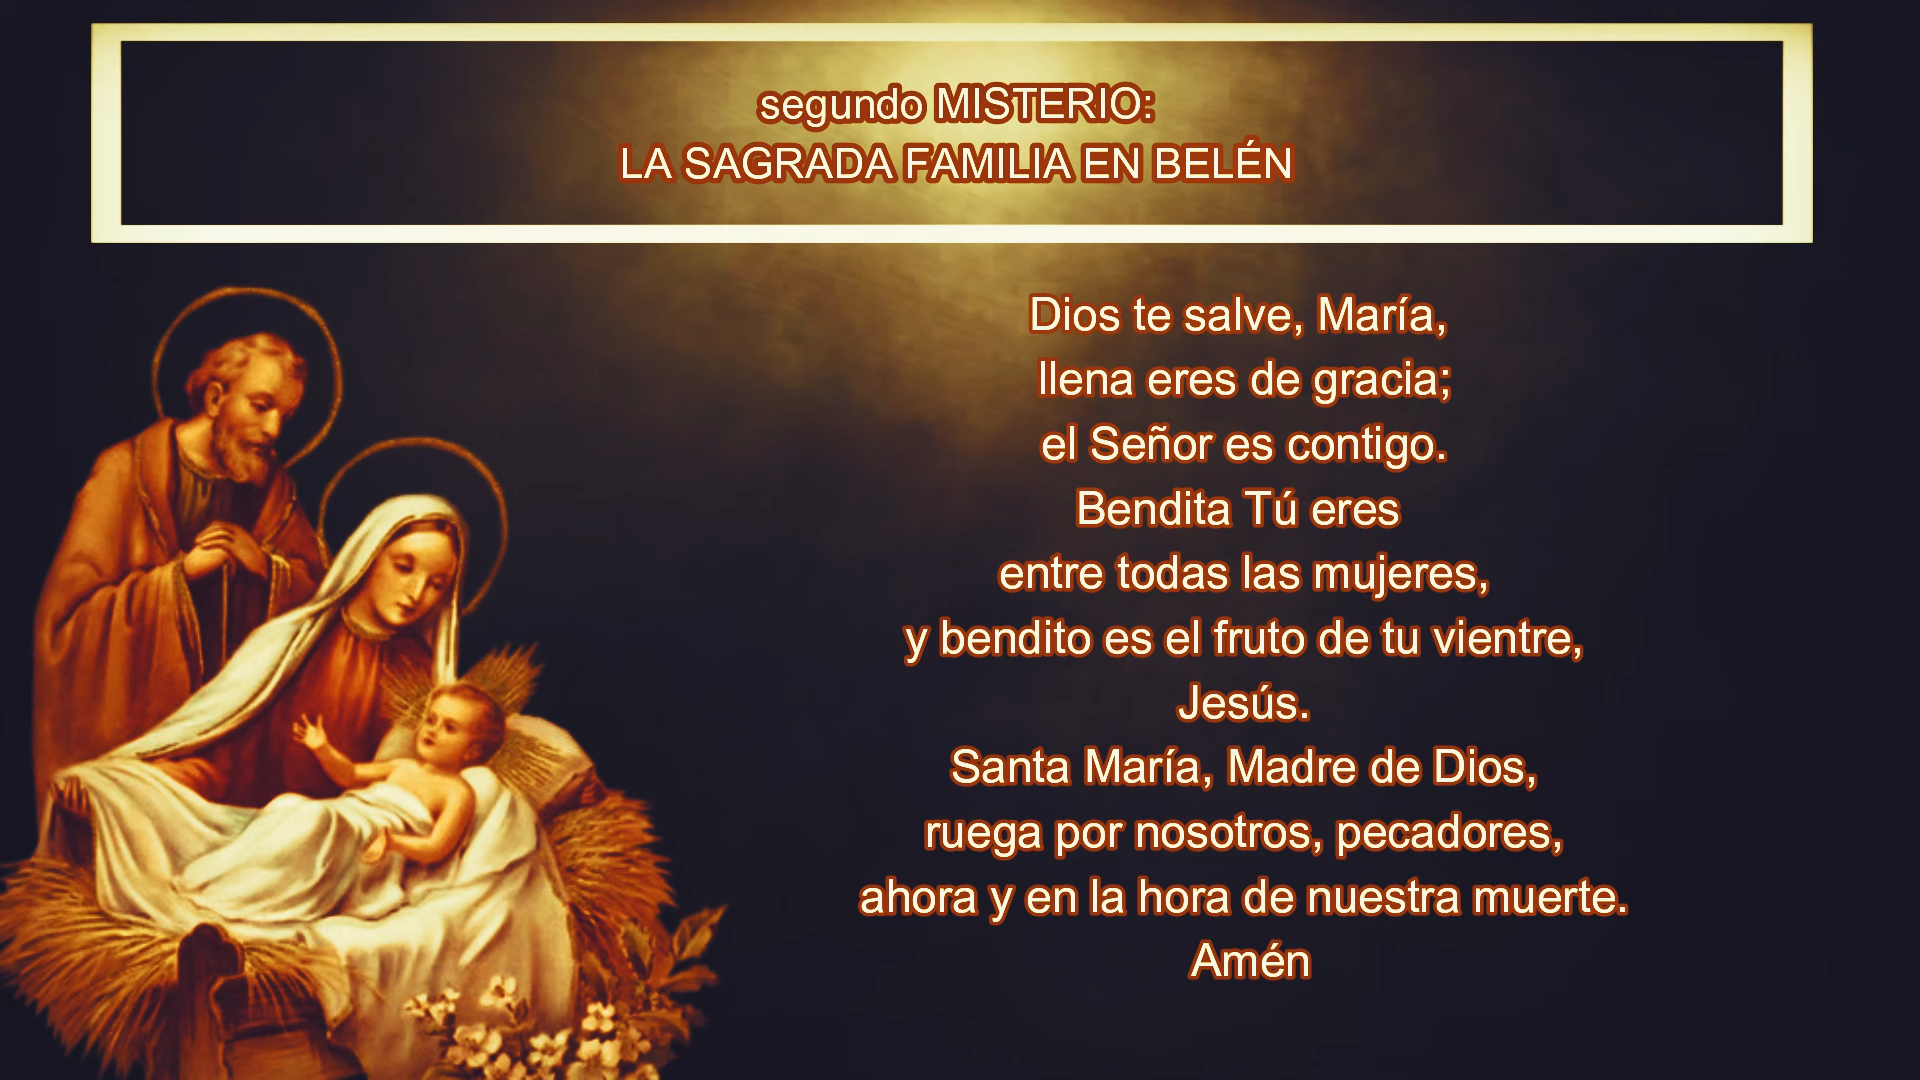 segundo MISTERIO:
LA SAGRADA FAMILIA EN BELÉN
Dios te salve, María,
llena eres de gracia;
el Señor es contigo.
Bendita Tú eres
entre todas las mujeres,
y bendito es el fruto de tu vientre,
Jesús.
Santa María, Madre de Dios,
ruega por nosotros, pecadores,
ahora y en la hora de nuestra muerte.
Amén